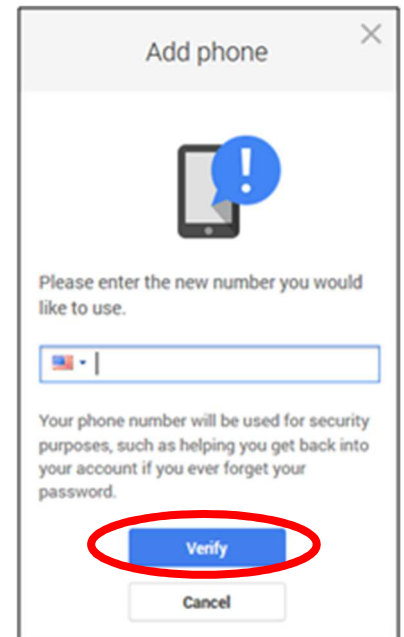 Add phone
Please enter the new number you would
like to use.
Your phone number will be used for security
purposes, such as helping you get back into
your account if you ever forget your
password.
Verify
Cancel